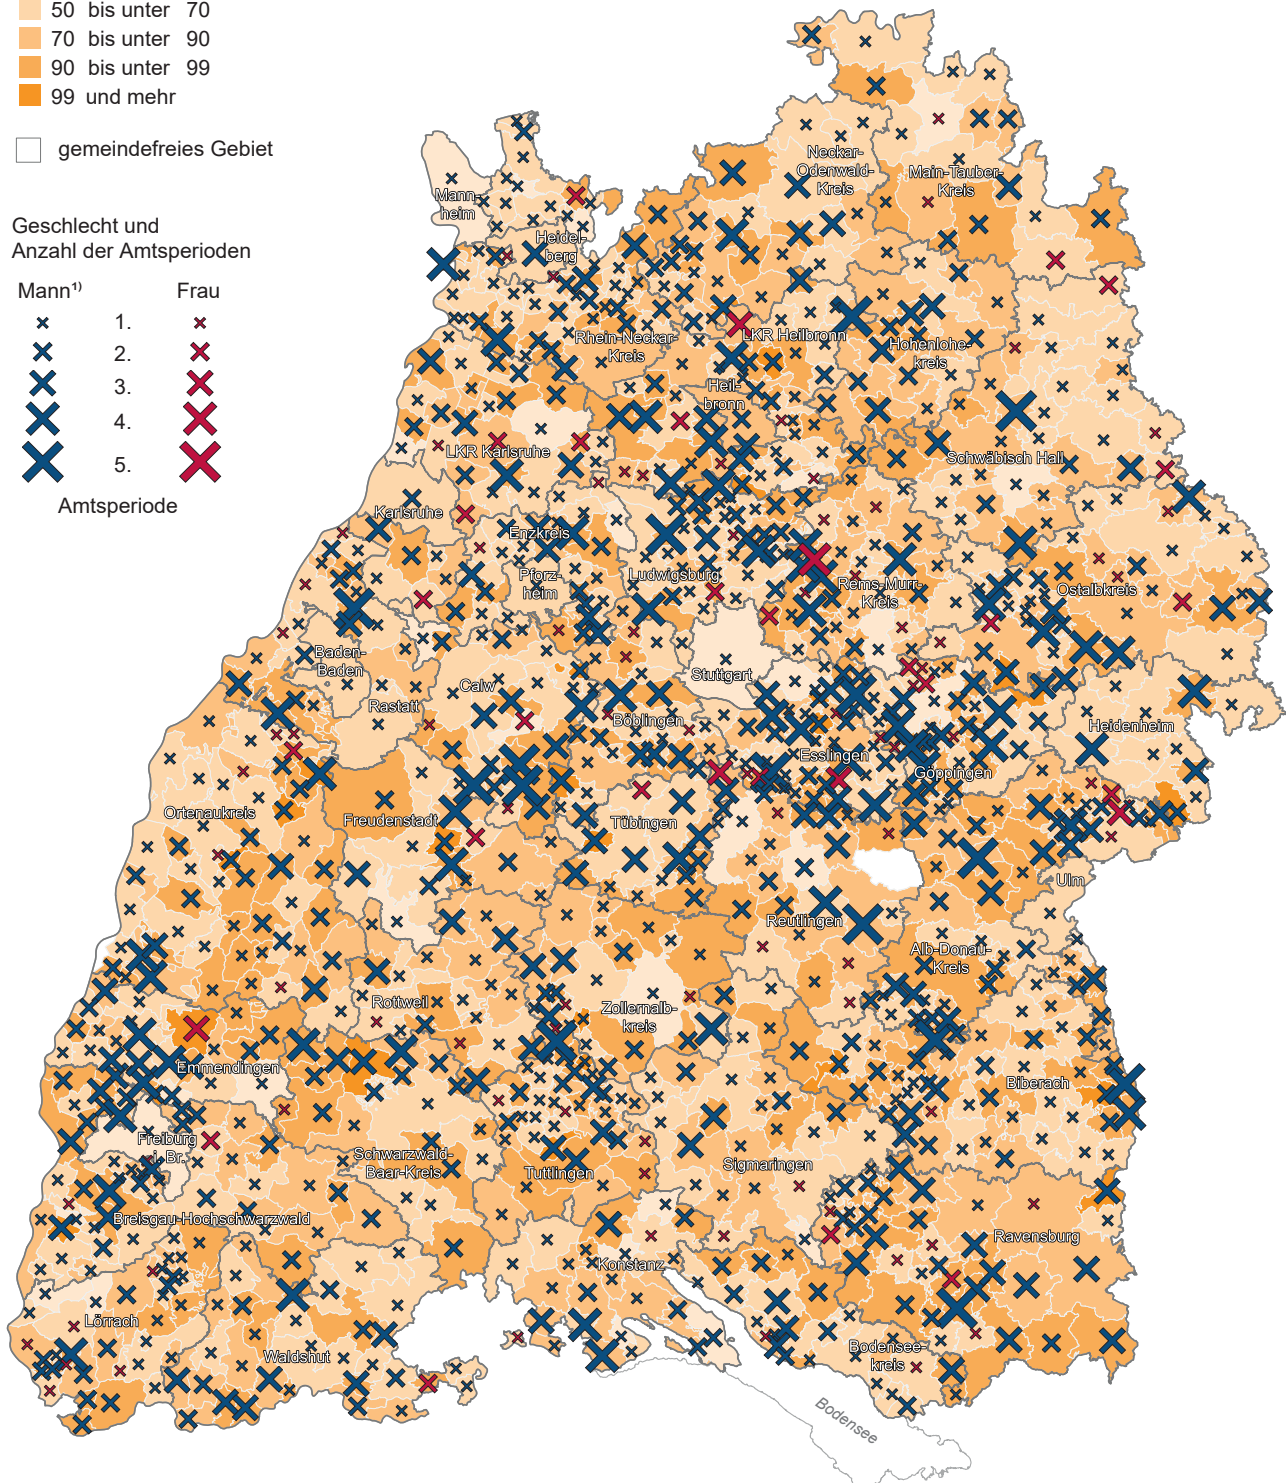 50 bis unter 70
70 bis unter 90
90 bis unter 99
99 und mehr
gemeindefreies Gebiet
Geschlecht und
Anzahl der Amtsperioden
Mann¹⁾ Frau
1.
2.
3.
4.
5.
Amtsperiode
Neckar-
Odenwald-
Kreis
Main-Tauber-
Kreis
Mann-
heim
Heidel-
berg
Rhein-Neckar-
Kreis
LKR Heilbronn
Hohenlohe-
kreis
Heil-
bronn
LKR Karlsruhe
Schwäbisch Hall
Karlsruhe
Enzkreis
Pforz-
heim
Ludwigsburg
Rems-Murr-
Kreis
Ostalbkreis
Baden-
Baden
Rastatt
Calw
Stuttgart
Böblingen
Esslingen
Göppingen
Heidenheim
Ortenaukreis
Freudenstadt
Tübingen
Ulm
Reutlingen
Alb-Donau-
Kreis
Rottweil
Zollernalb-
kreis
Emmendingen
Biberach
Freiburg
i. Br.
Schwarzwald-
Baar-Kreis
Tuttlingen
Sigmaringen
Breisgau-Hochschwarzwald
Ravensburg
Konstanz
Lörrach
Waldshut
Bodensee-
kreis
Bodensee